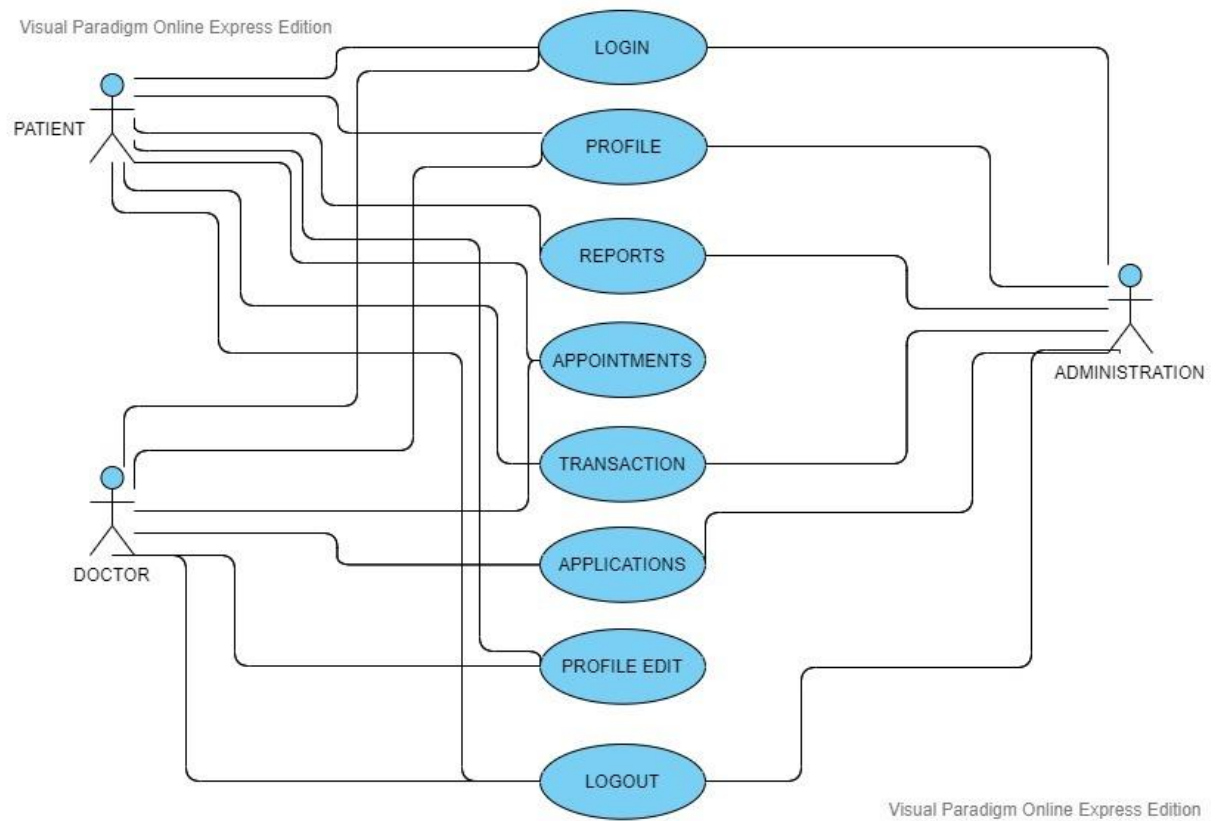 Visual Paradigm Online Express Edition
LOGIN
PATIENT
PROFILE
REPORTS
APPOINTMENTS
ADMINISTRATION
TRANSACTION
APPLICATIONS
DOCTOR
PROFILE EDIT
LOGOUT
Visual Paradigm Online Express Edition